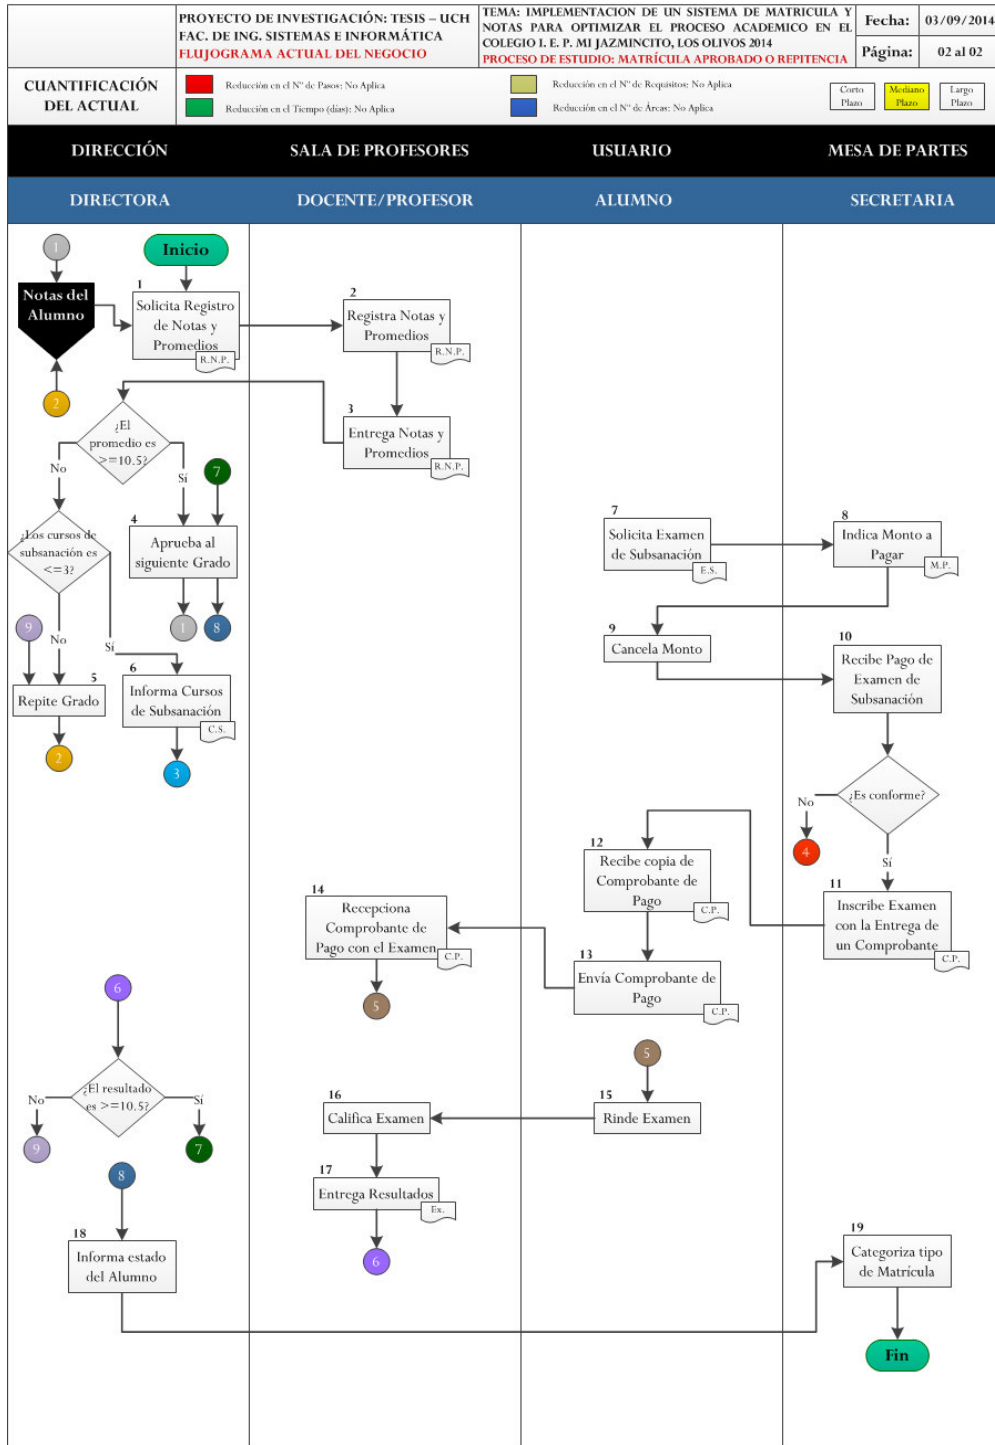 PROYECTO DE INVESTIGACIÓN: TESIS – UCH
FAC. DE ING. SISTEMAS E INFORMÁTICA
FLUJOGRAMA ACTUAL DEL NEGOCIO
TEMA: IMPLEMENTACION DE UN SISTEMA DE MATRICULA Y
NOTAS PARA OPTIMIZAR EL PROCESO ACADEMICO EN EL
COLEGIO I. E. P. MI JAZMINCITO, LOS OLIVOS 2014
PROCESO DE ESTUDIO: MATRÍCULA APROBADO O REPITENCIA
Fecha:
03/09/2014
Página:
02 al 02
CUANTIFICACIÓN
DEL ACTUAL
Reducción en el Nº de Pasos: No Aplica
Reducción en el Tiempo (días): No Aplica
Reducción en el Nº de Requisitos: No Aplica
Reducción en el Nº de Áreas: No Aplica
Corto
Plazo
Mediano
Plazo
Largo
Plazo
DIRECCIÓN
SALA DE PROFESORES
USUARIO
MESA DE PARTES
DIRECTORA
DOCENTE/PROFESOR
ALUMNO
SECRETARIA
1
Inicio
Notas del
Alumno
2
1
Solicita Registro
de Notas y
Promedios
R.N.P.
2
Registra Notas y
Promedios
R.N.P.
3
Entrega Notas y
Promedios
R.N.P.
¿El
promedio es
>=10.5?
No
Sí
7
¿Los cursos de
subsanación es
<=3?
4
Aprueba al
siguiente Grado
1
8
9
No
Sí
5
Repite Grado
2
6
Informa Cursos
de Subsanación
C.S.
3
7
Solicita Examen
de Subsanación
E.S.
8
Indica Monto a
Pagar
M.P.
9
Cancela Monto
10
Recibe Pago de
Examen de
Subsanación
¿Es conforme?
No
4
Sí
11
Inscribe Examen
con la Entrega de
un Comprobante
C.P.
12
Recibe copia de
Comprobante de
Pago
C.P.
13
Envía Comprobante de
Pago
C.P.
14
Recepciona
Comprobante de
Pago con el Examen
C.P.
5
5
15
Rinde Examen
16
Califica Examen
17
Entrega Resultados
Ex.
6
6
¿El resultado
es >=10.5?
No
Sí
9
7
8
18
Informa estado
del Alumno
19
Categoriza tipo
de Matrícula
Fin